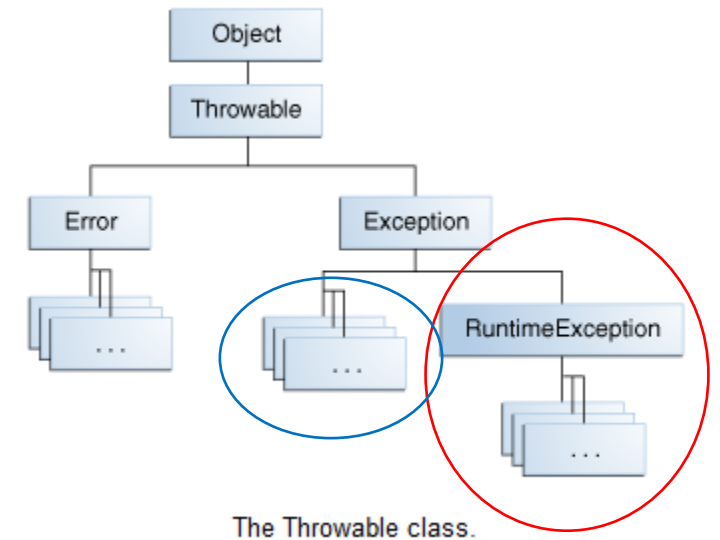 Object
Throwable
Error
Exception
RuntimeException
...
...
...
The Throwable class.